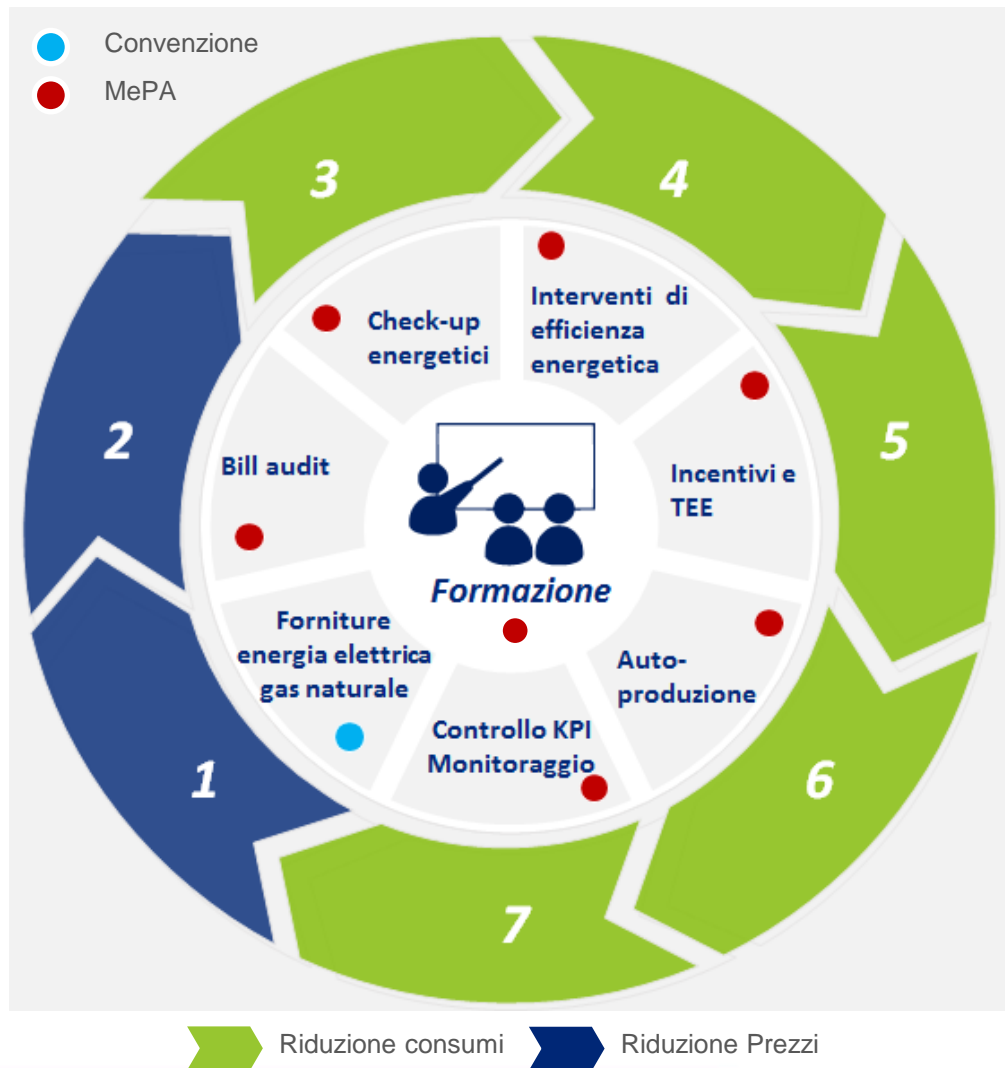 Convenzione
MePA
1
2
3
4
5
6
7
Forniture
energia elettrica
gas naturale
Bill audit
Check-up
energetici
Interventi di
efficienza
energetica
Incentivi e
TEE
Auto-
produzione
Controllo KPI
Monitoraggio
Formazione
Riduzione consumi
Riduzione Prezzi